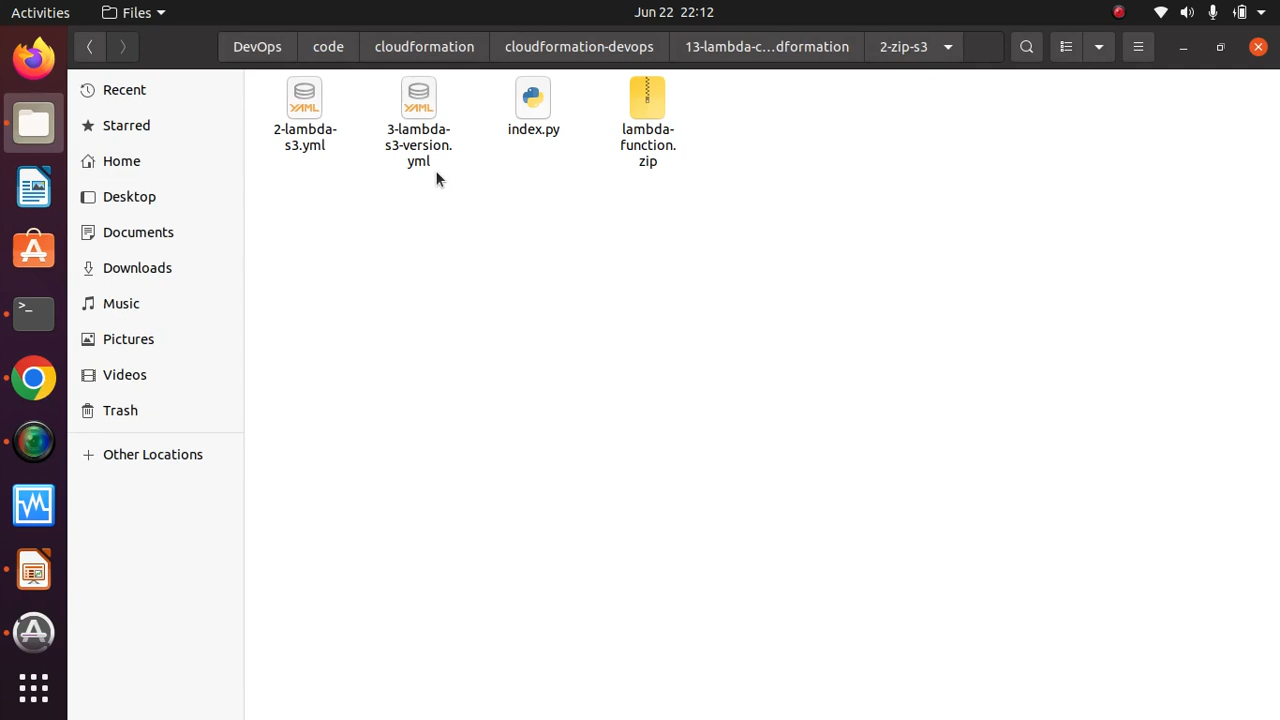 Activities
Files
Jun 22 22:12
DevOps
code
cloudformation
cloudformation-devops
13-lambda-c…dformation
2-zip-s3
Recent
Starred
Home
Desktop
Documents
Downloads
Music
Pictures
Videos
Trash
Other Locations
YAML
2-lambda-
s3.yml
YAML
3-lambda-
s3-version.
yml
index.py
lambda-
function.
zip